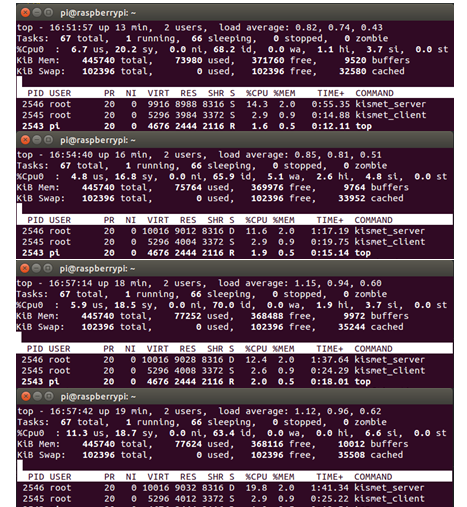 pi@raspberrypi: ~
top - 16:51:57 up 13 min, 2 users, load average: 0.82, 0.74, 0.43
Tasks: 67 total, 1 running, 66 sleeping, 0 stopped, 0 zombie
%Cpu0 : 6.7 us, 20.2 sy, 0.0 ni, 68.2 id, 0.0 wa, 1.1 hi, 3.7 si, 0.0 st
KiB Mem: 445740 total, 73980 used, 371760 free, 9520 buffers
KiB Swap: 102396 total, 0 used, 102396 free, 32580 cached
PID USER PR NI VIRT RES SHR S %CPU %MEM TIME+ COMMAND
2546 root 20 0 9916 8988 8316 S 14.3 2.0 0:55.35 kismet_server
2545 root 20 0 5296 3984 3372 S 2.9 0.9 0:14.88 kismet_client
2543 pi 20 0 4676 2444 2116 R 1.6 0.5 0:12.11 top
pi@raspberrypi: ~
top - 16:54:40 up 16 min, 2 users, load average: 0.85, 0.81, 0.51
Tasks: 67 total, 1 running, 66 sleeping, 0 stopped, 0 zombie
%Cpu0 : 4.8 us, 16.8 sy, 0.0 ni, 65.9 id, 5.1 wa, 2.6 hi, 4.8 si, 0.0 st
KiB Mem: 445740 total, 75764 used, 369976 free, 9764 buffers
KiB Swap: 102396 total, 0 used, 102396 free, 33952 cached
PID USER PR NI VIRT RES SHR S %CPU %MEM TIME+ COMMAND
2546 root 20 0 10016 9012 8316 D 11.6 2.0 1:17.19 kismet_server
2545 root 20 0 5296 4004 3372 S 2.9 0.9 0:19.75 kismet_client
2543 pi 20 0 4676 2444 2116 R 1.9 0.5 0:15.14 top
pi@raspberrypi: ~
top - 16:57:14 up 18 min, 2 users, load average: 1.15, 0.94, 0.60
Tasks: 67 total, 1 running, 66 sleeping, 0 stopped, 0 zombie
%Cpu0 : 5.9 us, 18.5 sy, 0.0 ni, 70.0 id, 0.0 wa, 1.9 hi, 3.7 si, 0.0 st
KiB Mem: 445740 total, 77252 used, 368488 free, 9972 buffers
KiB Swap: 102396 total, 0 used, 102396 free, 35244 cached
PID USER PR NI VIRT RES SHR S %CPU %MEM TIME+ COMMAND
2546 root 20 0 10016 9028 8316 D 12.4 2.0 1:37.64 kismet_server
2545 root 20 0 5296 4008 3372 S 2.6 0.9 0:24.29 kismet_client
2543 pi 20 0 4676 2444 2116 R 2.0 0.5 0:18.01 top
pi@raspberrypi: ~
top - 16:57:42 up 19 min, 2 users, load average: 1.12, 0.96, 0.62
Tasks: 67 total, 1 running, 66 sleeping, 0 stopped, 0 zombie
%Cpu0 : 11.3 us, 18.7 sy, 0.0 ni, 63.4 id, 0.0 wa, 0.0 hi, 6.6 si, 0.0 st
KiB Mem: 445740 total, 77624 used, 368116 free, 10012 buffers
KiB Swap: 102396 total, 0 used, 102396 free, 35508 cached
PID USER PR NI VIRT RES SHR S %CPU %MEM TIME+ COMMAND
2546 root 20 0 10016 9032 8316 D 19.8 2.0 1:41.34 kismet_server
2545 root 20 0 5296 4012 3372 S 2.9 0.9 0:25.22 kismet_client